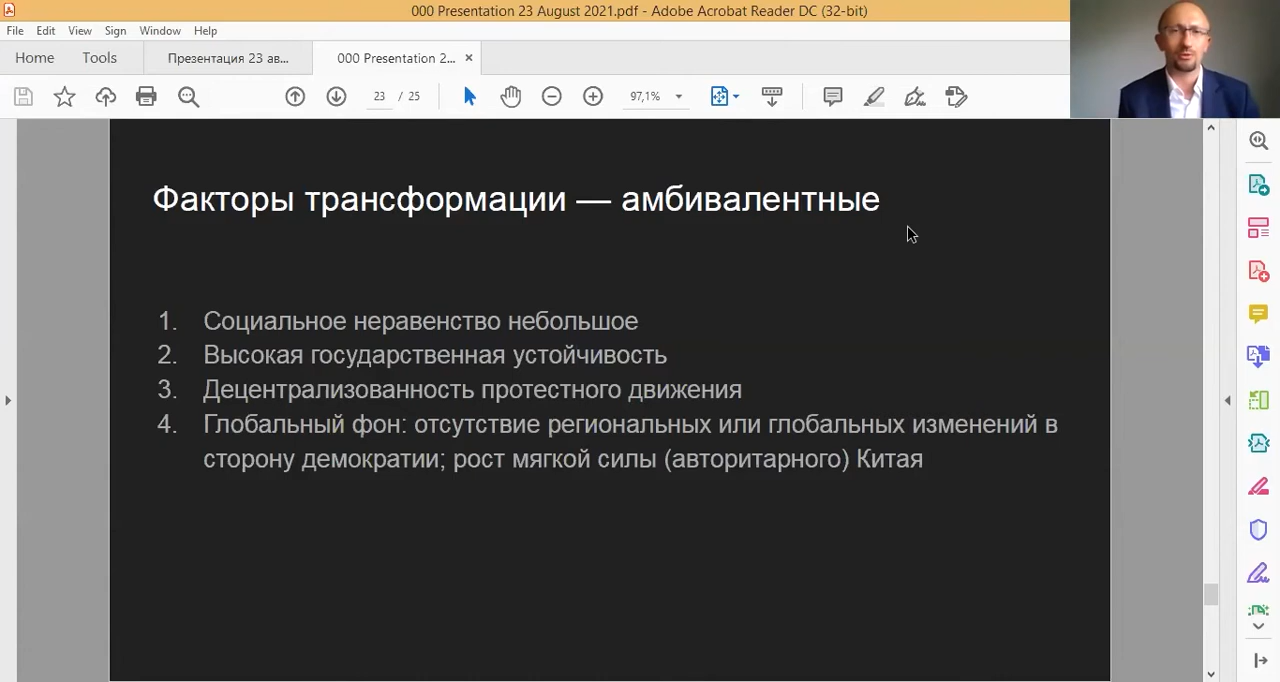 000 Presentation 23 August 2021.pdf - Adobe Acrobat Reader DC (32-bit)
File Edit View Sign Window Help
Home Tools Презентация 23 ав... 000 Presentation 2... ×
23 / 25 97,1%
Факторы трансформации — амбивалентные
1. Социальное неравенство небольшое
2. Высокая государственная устойчивость
3. Децентрализованность протестного движения
4. Глобальный фон: отсутствие региональных или глобальных изменений в
сторону демократии; рост мягкой силы (авторитарного) Китая